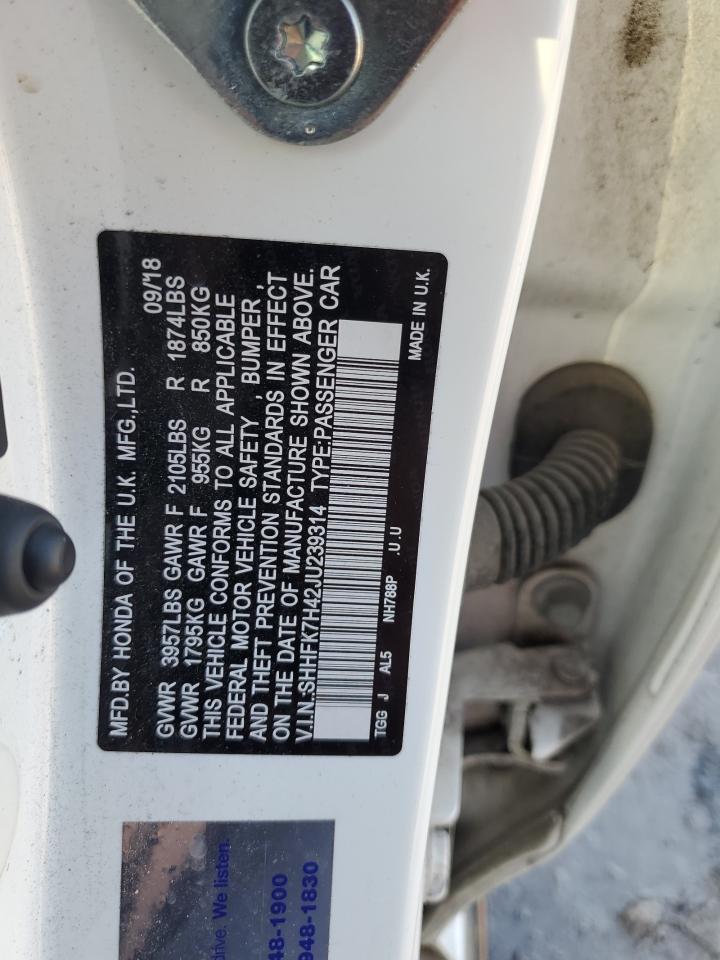 MFD.BY HONDA OF THE U.K. MFG.,LTD.
09/18
GVWR 3957LBS GAWR F 2105LBS R 1874LBS
GVWR 1795KG GAWR F 955KG R 850KG
THIS VEHICLE CONFORMS TO ALL APPLICABLE
FEDERAL MOTOR VEHICLE SAFETY , BUMPER ,
AND THEFT PREVENTION STANDARDS IN EFFECT
ON THE DATE OF MANUFACTURE SHOWN ABOVE.
V.I.N.:SHHFK7H42JU239314 TYPE:PASSENGER CAR
TGG J AL5 NH788P .U.U MADE IN U.K.
drive. We listen.
48-1900
948-1830